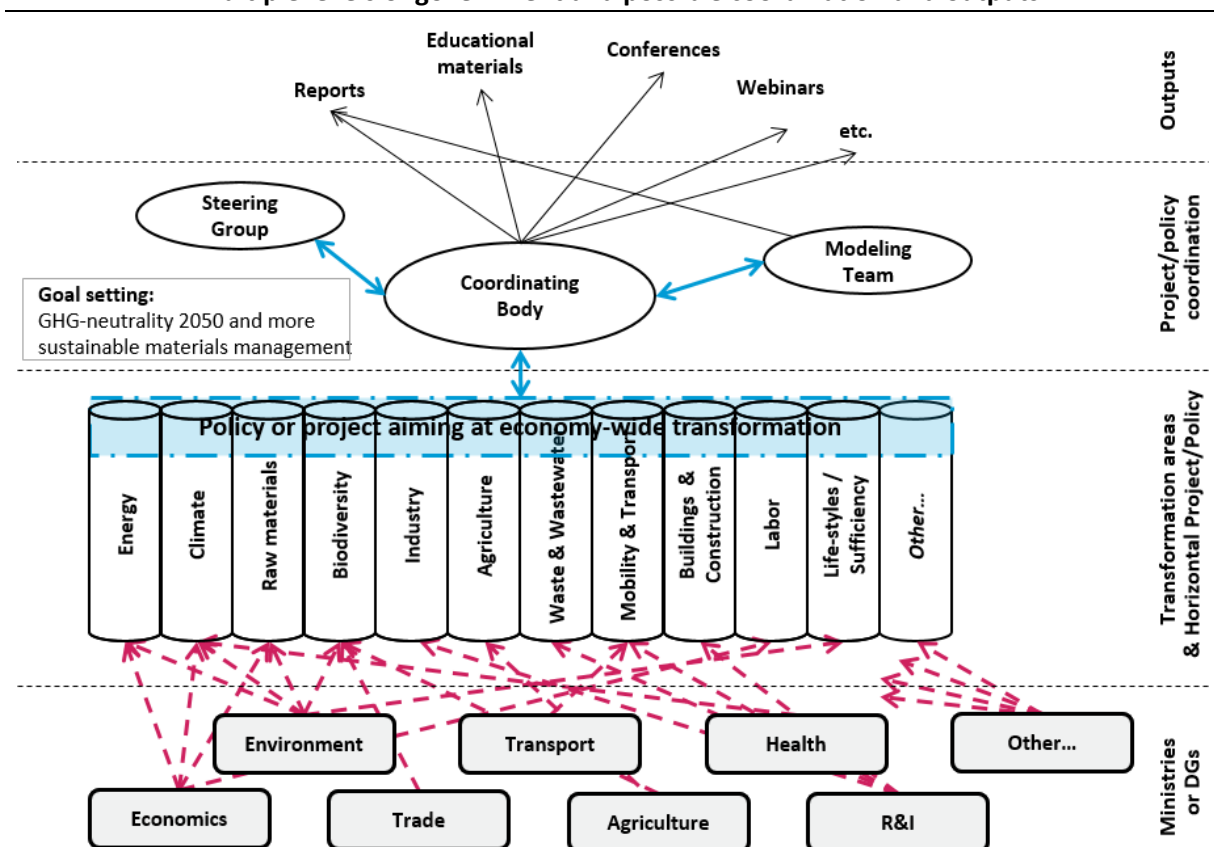 Educational
materials
Conferences
Reports
Webinars
etc.
Outputs
Steering
Group
Coordinating
Body
Modeling
Team
Project/policy
coordination
Goal setting:
GHG-neutrality 2050 and more
sustainable materials management
Policy or project aiming at economy-wide transformation
Energy
Climate
Raw materials
Biodiversity
Industry
Agriculture
Waste & Wastewater
Mobility & Transport
Buildings &
Construction
Labor
Life-styles /
Sufficiency
Other...
Transformation areas
& Horizontal Project/Policy
Environment
Transport
Health
Other...
Economics
Trade
Agriculture
R&I
Ministries
or DGs